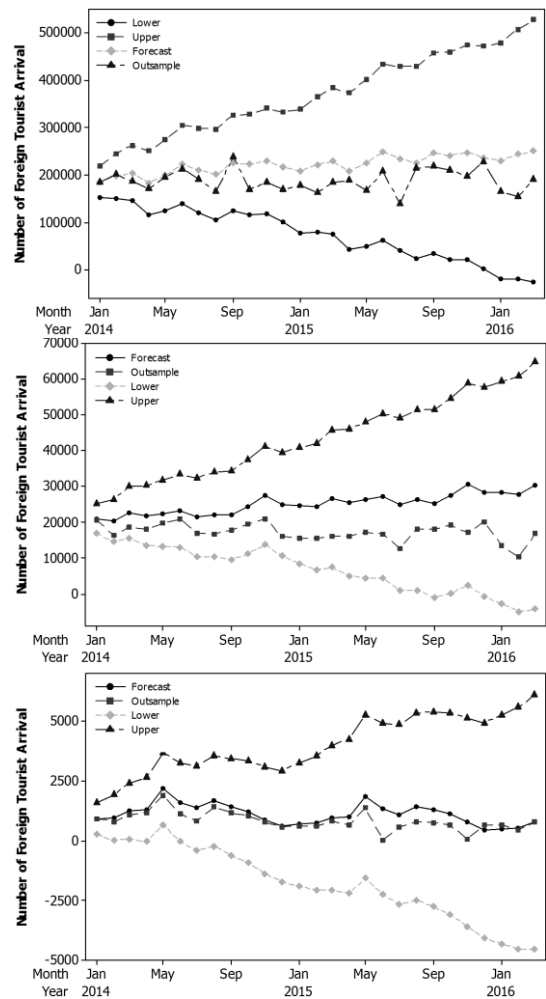 Lower
Upper
Forecast
Outsample
Number of Foreign Tourist Arrival
500000
400000
300000
200000
100000
0
Month Jan May Sep Jan May Sep Jan
Year 2014 2015 2016
Forecast
Outsample
Lower
Upper
Number of Foreign Tourist Arrival
70000
60000
50000
40000
30000
20000
10000
0
Month Jan May Sep Jan May Sep Jan
Year 2014 2015 2016
Forecast
Outsample
Lower
Upper
Number of Foreign Tourist Arrival
5000
2500
0
-2500
-5000
Month Jan May Sep Jan May Sep Jan
Year 2014 2015 2016